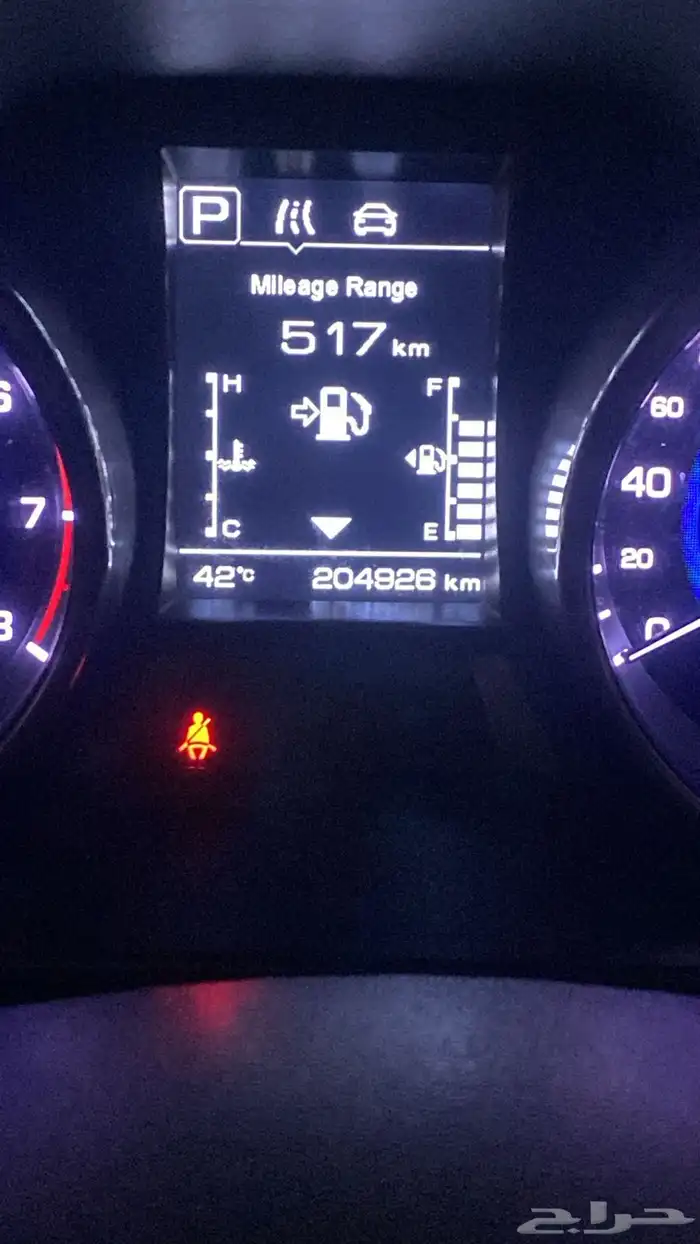 P
Mileage Range
517 km
H
F
C
E
42°C
204926 km
6
7
8
60
40
20
0
حراج